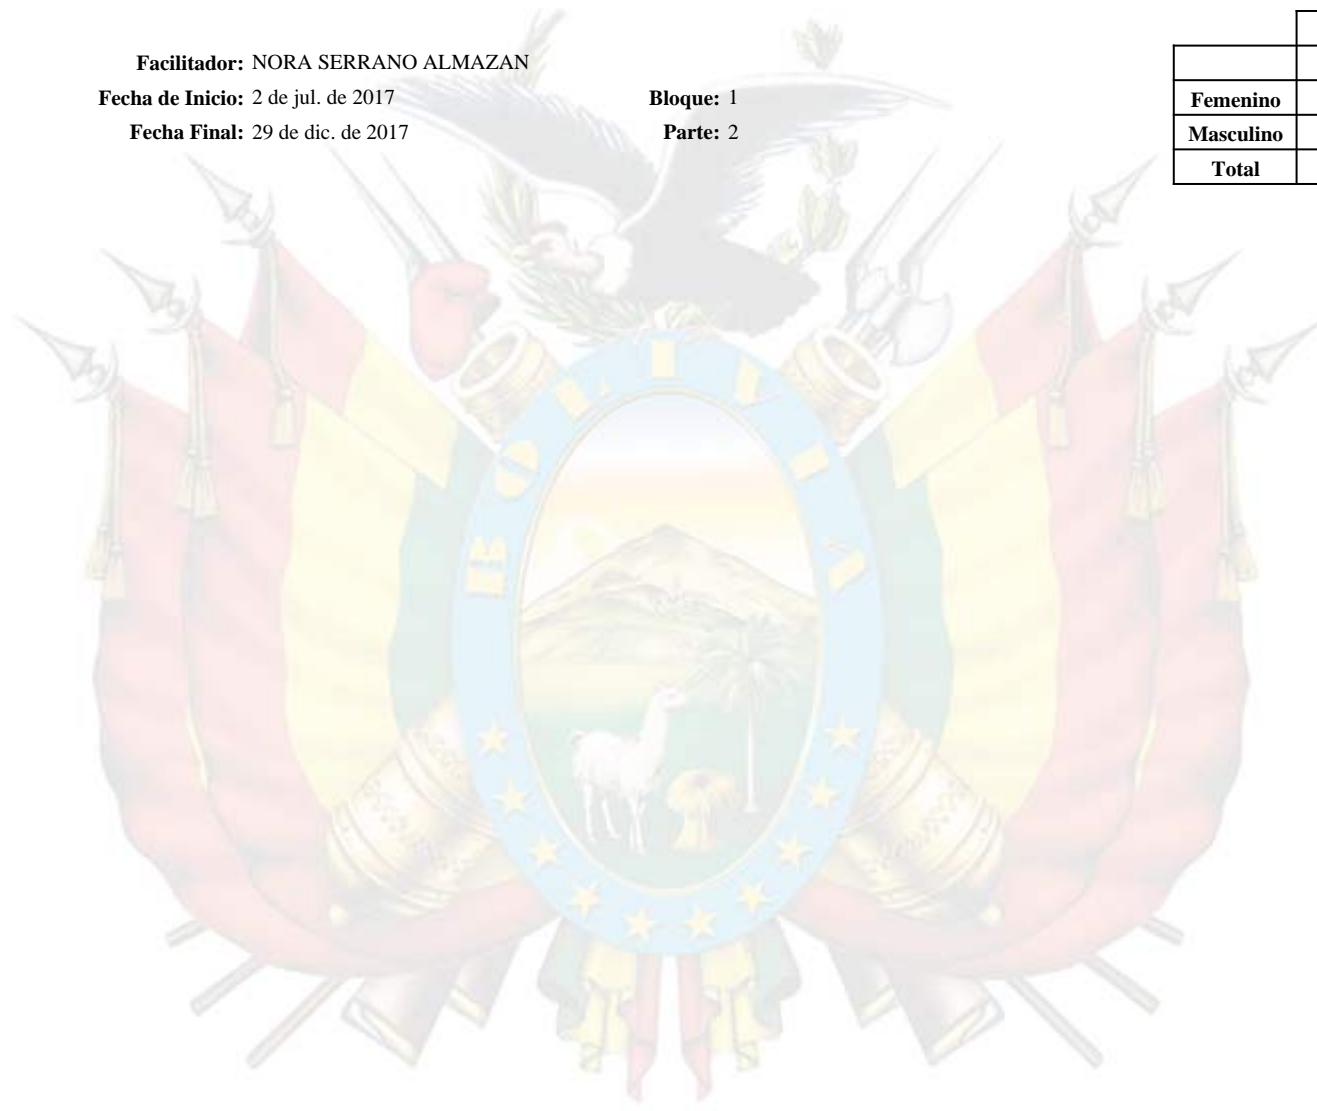 Facilitador: NORA SERRANO ALMAZAN
Fecha de Inicio: 2 de jul. de 2017 Bloque: 1
Fecha Final: 29 de dic. de 2017 Parte: 2
Femenino
Masculino
Total
BOLIVIA